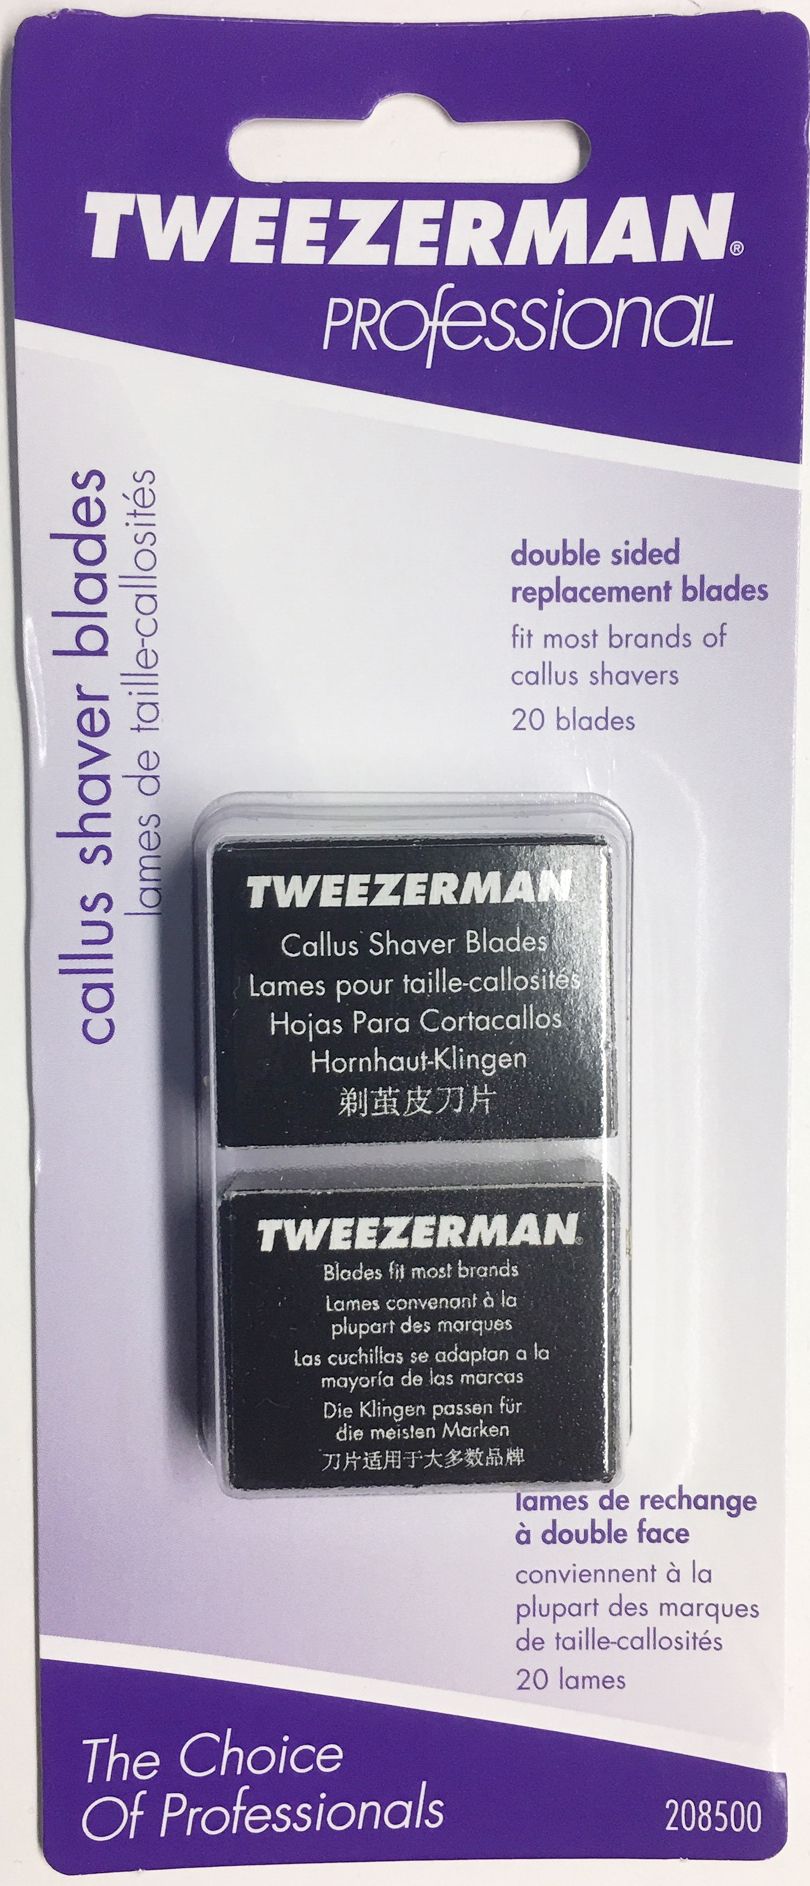 TWEEZERMAN®
PROfessionaL
callus shaver blades
lames de taille-callosités
double sided
replacement blades
fit most brands of
callus shavers
20 blades
TWEEZERMAN
Callus Shaver Blades
Lames pour taille-callosités
Hojas Para Cortacallos
Hornhaut-Klingen
剃茧皮刀片
TWEEZERMAN®
Blades fit most brands
Lames convenant à la
plupart des marques
Las cuchillas se adaptan a la
mayoría de las marcas
Die Klingen passen für
die meisten Marken
刀片适用于大多数品牌
lames de rechange
à double face
conviennent à la
plupart des marques
de taille-callosités
20 lames
The Choice
Of Professionals
208500